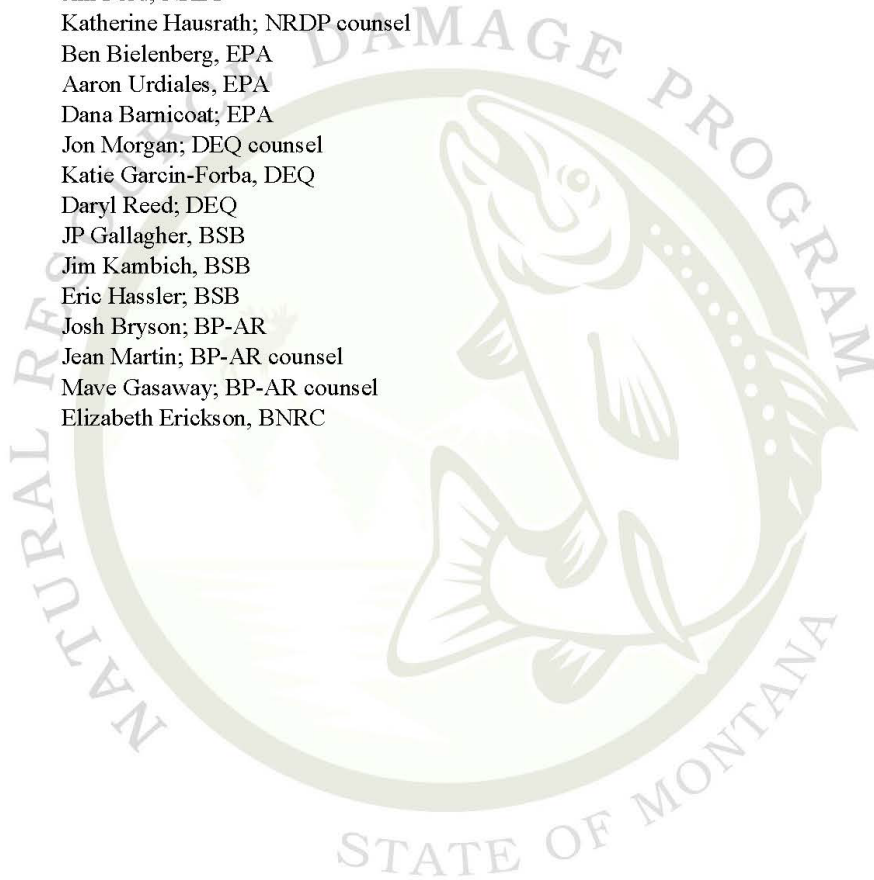 Katherine Hausrath; NRDP counsel
Ben Bielenberg, EPA
Aaron Urdiales, EPA
Dana Barnicoat; EPA
Jon Morgan; DEQ counsel
Katie Garcin-Forba, DEQ
Daryl Reed; DEQ
JP Gallagher, BSB
Jim Kambich, BSB
Eric Hassler; BSB
Josh Bryson; BP-AR
Jean Martin; BP-AR counsel
Mave Gasaway; BP-AR counsel
Elizabeth Erickson, BNRC
NATURAL RESOURCE DAMAGE PROGRAM
STATE OF MONTANA